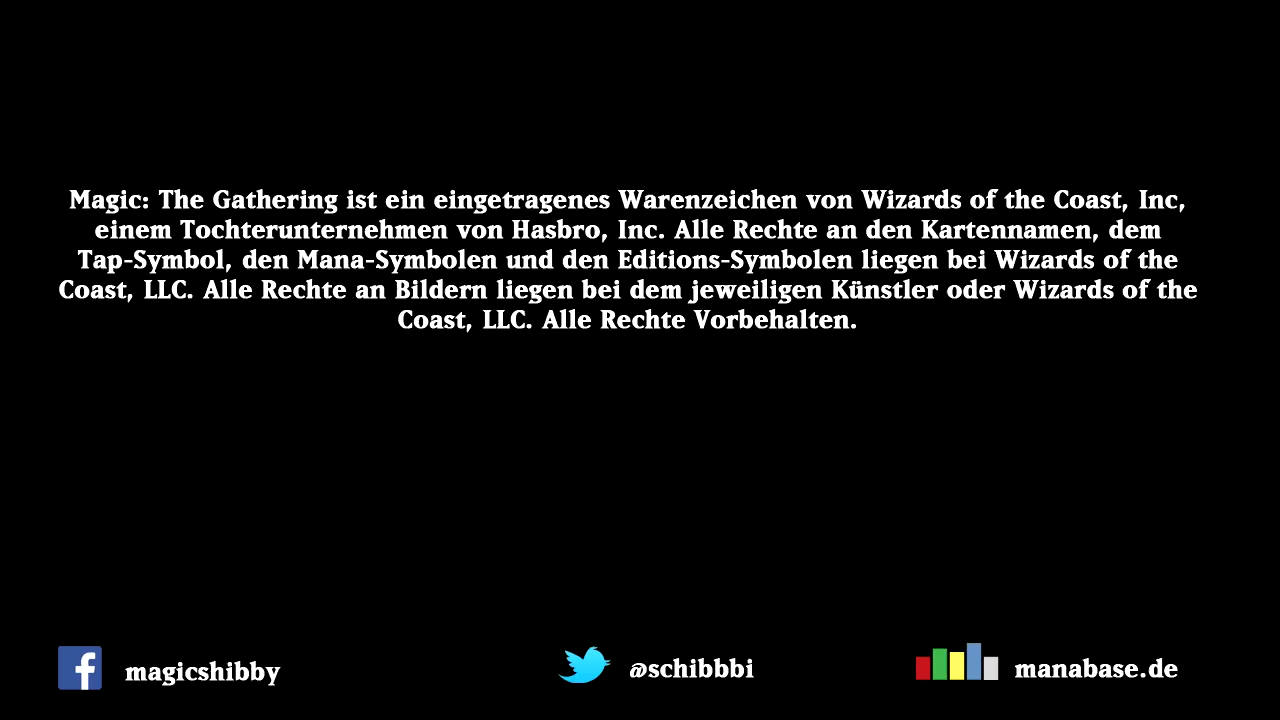 Magic: The Gathering ist ein eingetragenes Warenzeichen von Wizards of the Coast, Inc,
einem Tochterunternehmen von Hasbro, Inc. Alle Rechte an den Kartennamen, dem
Tap-Symbol, den Mana-Symbolen und den Editions-Symbolen liegen bei Wizards of the
Coast, LLC. Alle Rechte an Bildern liegen bei dem jeweiligen Künstler oder Wizards of the
Coast, LLC. Alle Rechte Vorbehalten.
magicshibby
@schibbbi
manabase.de